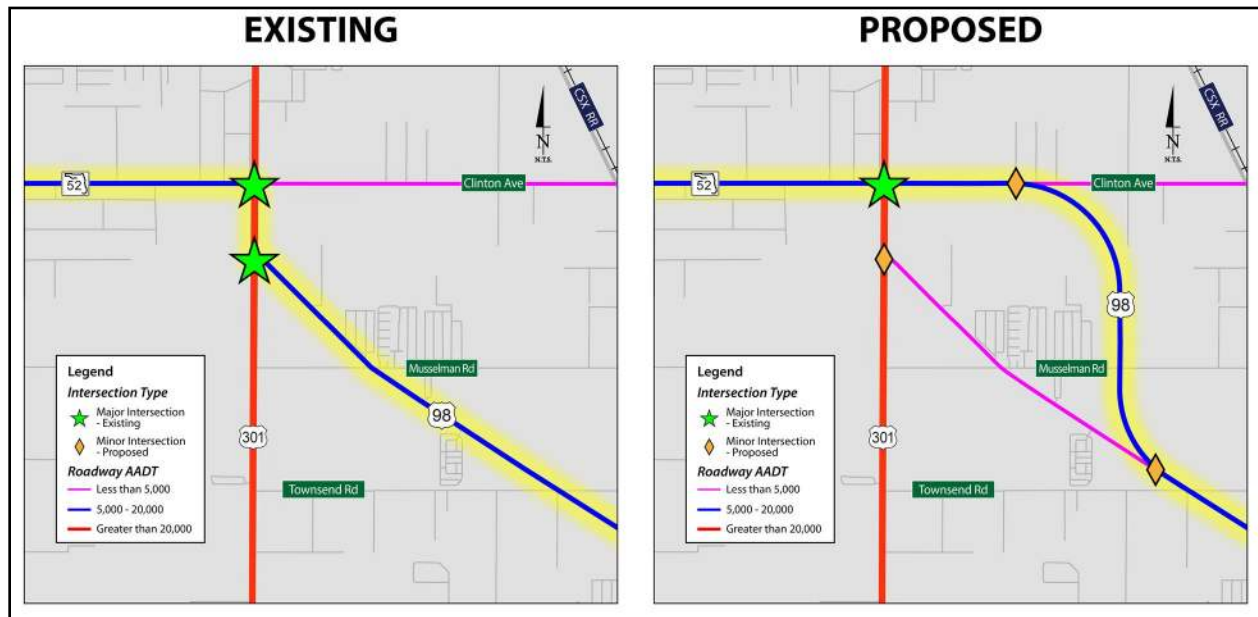 EXISTING
CSX RR
N
N.T.S.
52
Clinton Ave
Musselman Rd
98
301
Townsend Rd
Legend
Intersection Type
Major Intersection
- Existing
Minor Intersection
- Proposed
Roadway AADT
Less than 5,000
5,000 - 20,000
Greater than 20,000
PROPOSED
CSX RR
N
N.T.S.
52
Clinton Ave
98
Musselman Rd
301
Townsend Rd
Legend
Intersection Type
Major Intersection
- Existing
Minor Intersection
- Proposed
Roadway AADT
Less than 5,000
5,000 - 20,000
Greater than 20,000